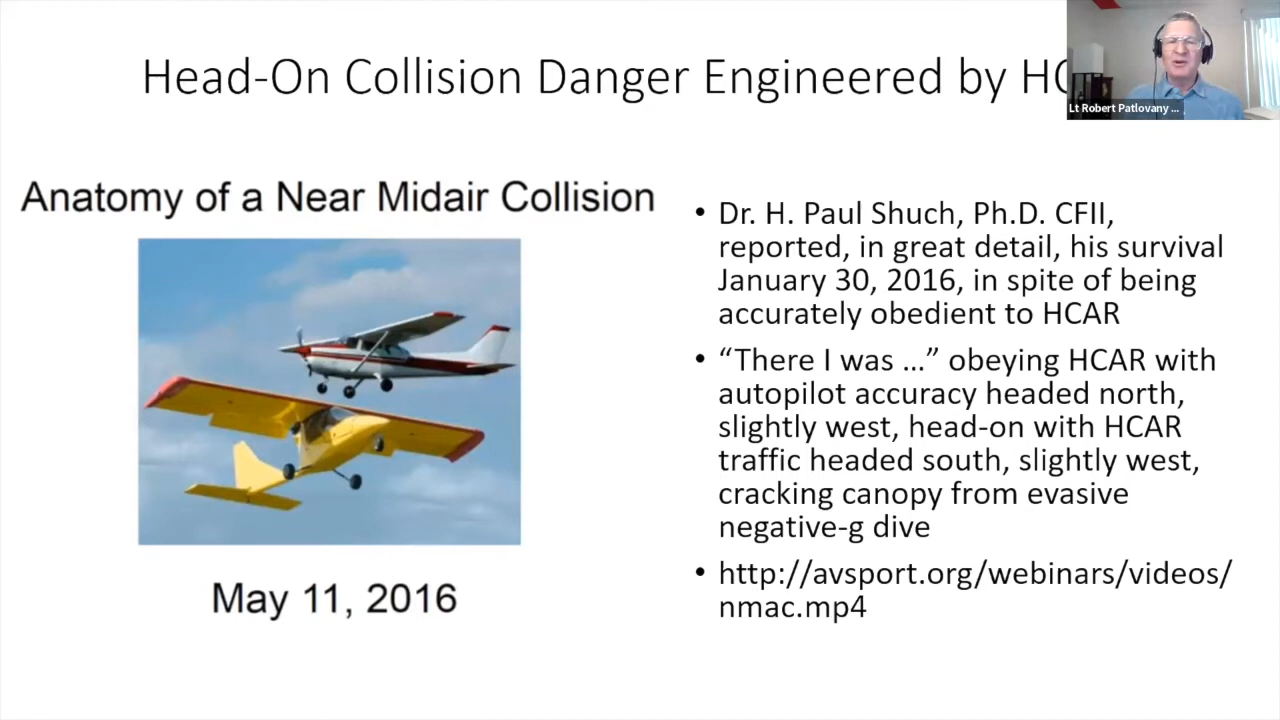 Head-On Collision Danger Engineered by
Lt Robert Patlovany ...
Anatomy of a Near Midair Collision
May 11, 2016
• Dr. H. Paul Shuch, Ph.D. CFII,
reported, in great detail, his survival
January 30, 2016, in spite of being
accurately obedient to HCAR
• “There I was …” obeying HCAR with
autopilot accuracy headed north,
slightly west, head-on with HCAR
traffic headed south, slightly west,
cracking canopy from evasive
negative-g dive
• http://avsport.org/webinars/videos/
nmac.mp4